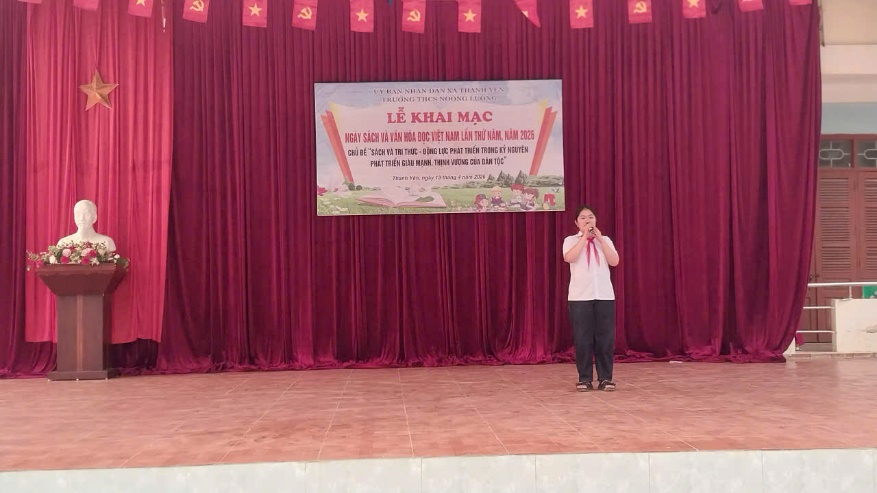 ỦY BAN NHÂN DÂN XÃ THANH YÊN
TRƯỜNG THCS NOONG LUỐNG
LỄ KHAI MẠC
NGÀY SÁCH VÀ VĂN HÓA ĐỌC VIỆT NAM LẦN THỨ NĂM, NĂM 2026
CHỦ ĐỀ "SÁCH VÀ TRI THỨC - ĐỘNG LỰC PHÁT TRIỂN TRONG KỶ NGUYÊN
PHÁT TRIỂN GIÀU MẠNH, THỊNH VƯỢNG CỦA DÂN TỘC"
Thanh Yên, ngày 13 tháng 4 năm 2026